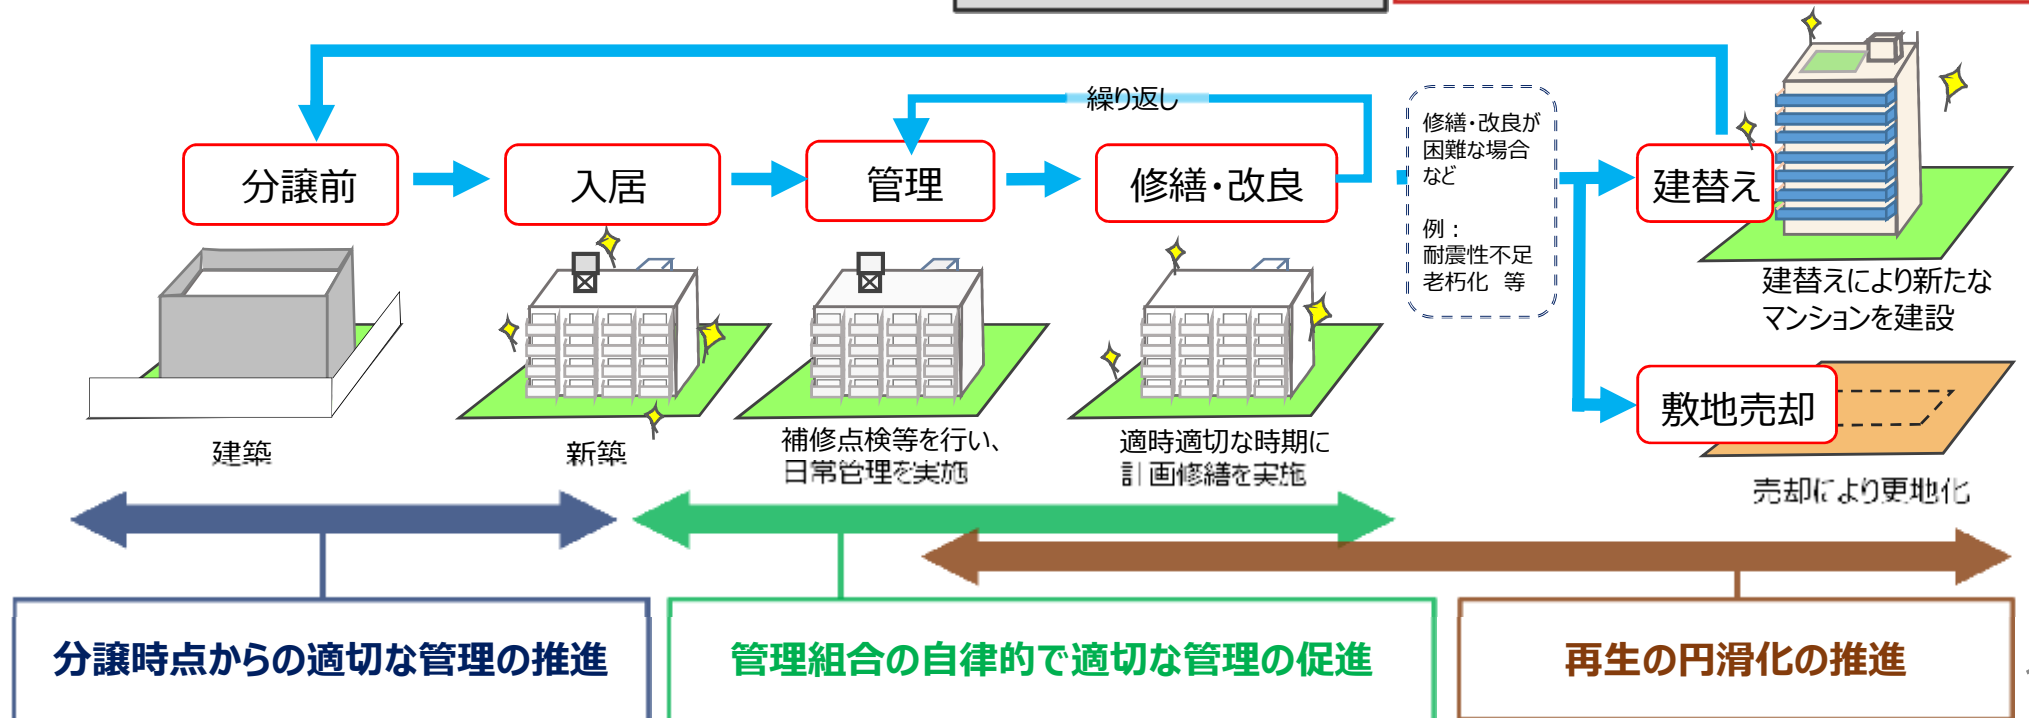 繰り返し
分譲前
入居
管理
修繕・改良
修繕・改良が
困難な場合
など
例：
耐震性不足
老朽化 等
建替え
建替えにより新たな
マンションを建設
敷地売却
売却により更地化
建築
新築
補修点検等を行い、
日常管理を実施
適時適切な時期に
計画修繕を実施
分譲時点からの適切な管理の推進
管理組合の自律的で適切な管理の促進
再生の円滑化の推進